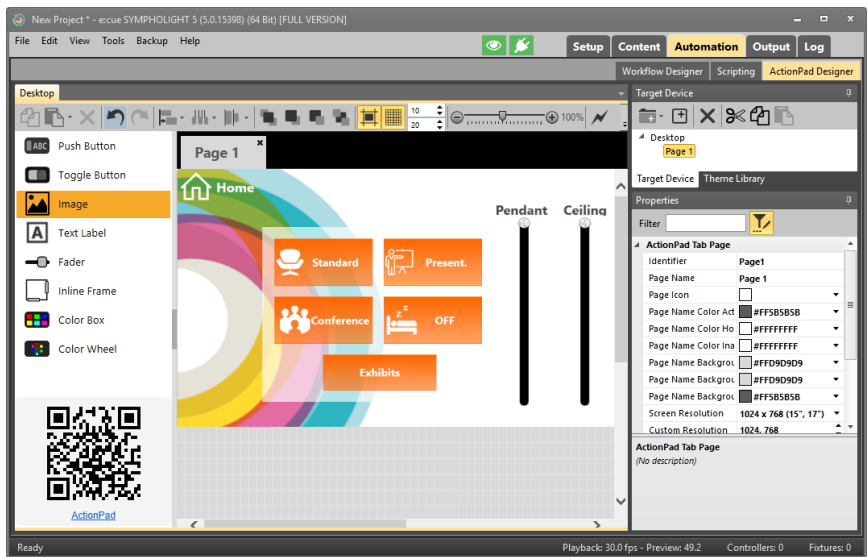 New Project * - e:cue SYMPHOLIGHT 5 (5.0.15398) (64 Bit) [FULL VERSION]
File Edit View Tools Backup Help
Setup Content Automation Output Log
Workflow Designer Scripting ActionPad Designer
Desktop
10
20
100%
ABC Push Button
Toggle Button
Image
A Text Label
Fader
Inline Frame
Color Box
Color Wheel
ActionPad
Page 1
Home
Pendant Ceiling
Standard Present.
Conference z z OFF
Exhibits
Target Device
Desktop
Page 1
Target Device Theme Library
Properties
Filter
ActionPad Tab Page
Identifier Page1
Page Name Page 1
Page Icon
Page Name Color Act #FF5B5B5B
Page Name Color Ho #FFFFFFFF
Page Name Color Ina #FFFFFFFF
Page Name Backgrou #FFD9D9D9
Page Name Backgrou #FFD9D9D9
Page Name Backgrou #FF5B5B5B
Screen Resolution 1024 x 768 (15", 17")
Custom Resolution 1024, 768
ActionPad Tab Page
(No description)
Ready Playback: 30.0 fps - Preview: 49.2 Controllers: 0 Fixtures: 0